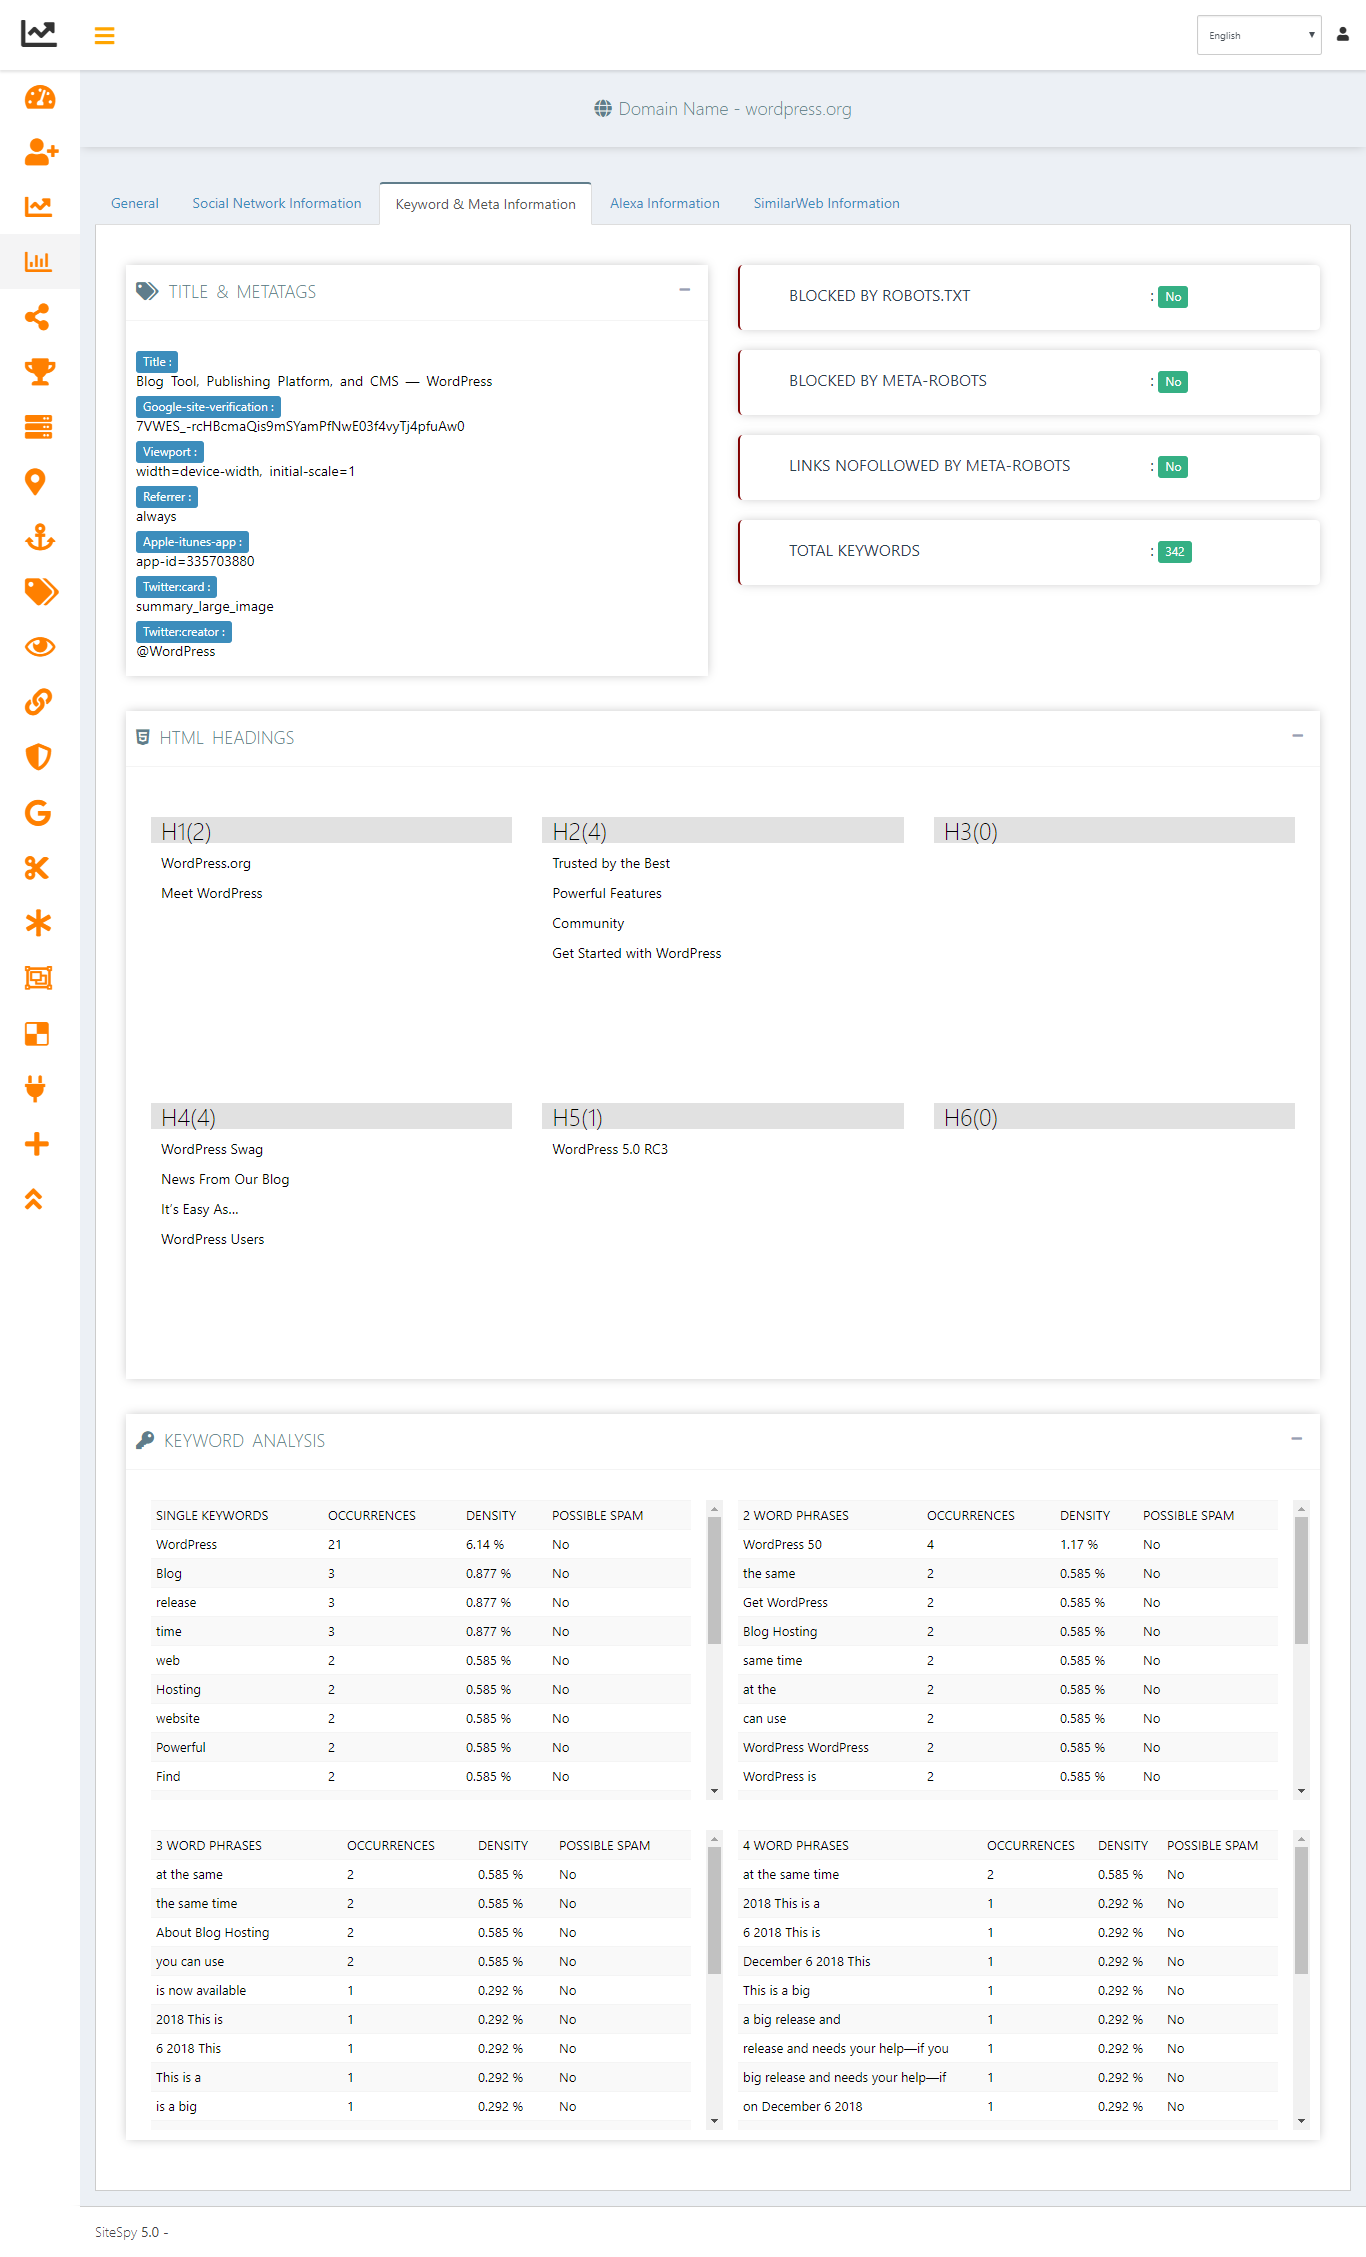 English
Domain Name - wordpress.org
General Social Network Information Keyword & Meta Information Alexa Information SimilarWeb Information
TITLE & METATAGS
Title :
Blog Tool, Publishing Platform, and CMS — WordPress
Google-site-verification :
7VWES_-rcHBcmaQis9mSYamPfNwE03f4vyTj4pfuAw0
Viewport :
width=device-width, initial-scale=1
Referrer :
always
Apple-itunes-app :
app-id=335703880
Twitter:card :
summary_large_image
Twitter:creator :
@WordPress
BLOCKED BY ROBOTS.TXT : No
BLOCKED BY META-ROBOTS : No
LINKS NOFOLLOWED BY META-ROBOTS : No
TOTAL KEYWORDS : 342
HTML HEADINGS
H1(2)
WordPress.org
Meet WordPress
H2(4)
Trusted by the Best
Powerful Features
Community
Get Started with WordPress
H3(0)
H4(4)
WordPress Swag
News From Our Blog
It's Easy As...
WordPress Users
H5(1)
WordPress 5.0 RC3
H6(0)
KEYWORD ANALYSIS
SINGLE KEYWORDS OCCURRENCES DENSITY POSSIBLE SPAM
WordPress 21 6.14 % No
Blog 3 0.877 % No
release 3 0.877 % No
time 3 0.877 % No
web 2 0.585 % No
Hosting 2 0.585 % No
website 2 0.585 % No
Powerful 2 0.585 % No
Find 2 0.585 % No
2 WORD PHRASES OCCURRENCES DENSITY POSSIBLE SPAM
WordPress 50 4 1.17 % No
the same 2 0.585 % No
Get WordPress 2 0.585 % No
Blog Hosting 2 0.585 % No
same time 2 0.585 % No
at the 2 0.585 % No
can use 2 0.585 % No
WordPress WordPress 2 0.585 % No
WordPress is 2 0.585 % No
3 WORD PHRASES OCCURRENCES DENSITY POSSIBLE SPAM
at the same 2 0.585 % No
the same time 2 0.585 % No
About Blog Hosting 2 0.585 % No
you can use 2 0.585 % No
is now available 1 0.292 % No
2018 This is 1 0.292 % No
6 2018 This 1 0.292 % No
This is a 1 0.292 % No
is a big 1 0.292 % No
4 WORD PHRASES OCCURRENCES DENSITY POSSIBLE SPAM
at the same time 2 0.585 % No
2018 This is a 1 0.292 % No
6 2018 This is 1 0.292 % No
December 6 2018 This 1 0.292 % No
This is a big 1 0.292 % No
a big release and 1 0.292 % No
release and needs your help—if you 1 0.292 % No
big release and needs your help—if 1 0.292 % No
on December 6 2018 1 0.292 % No
SiteSpy 5.0 -